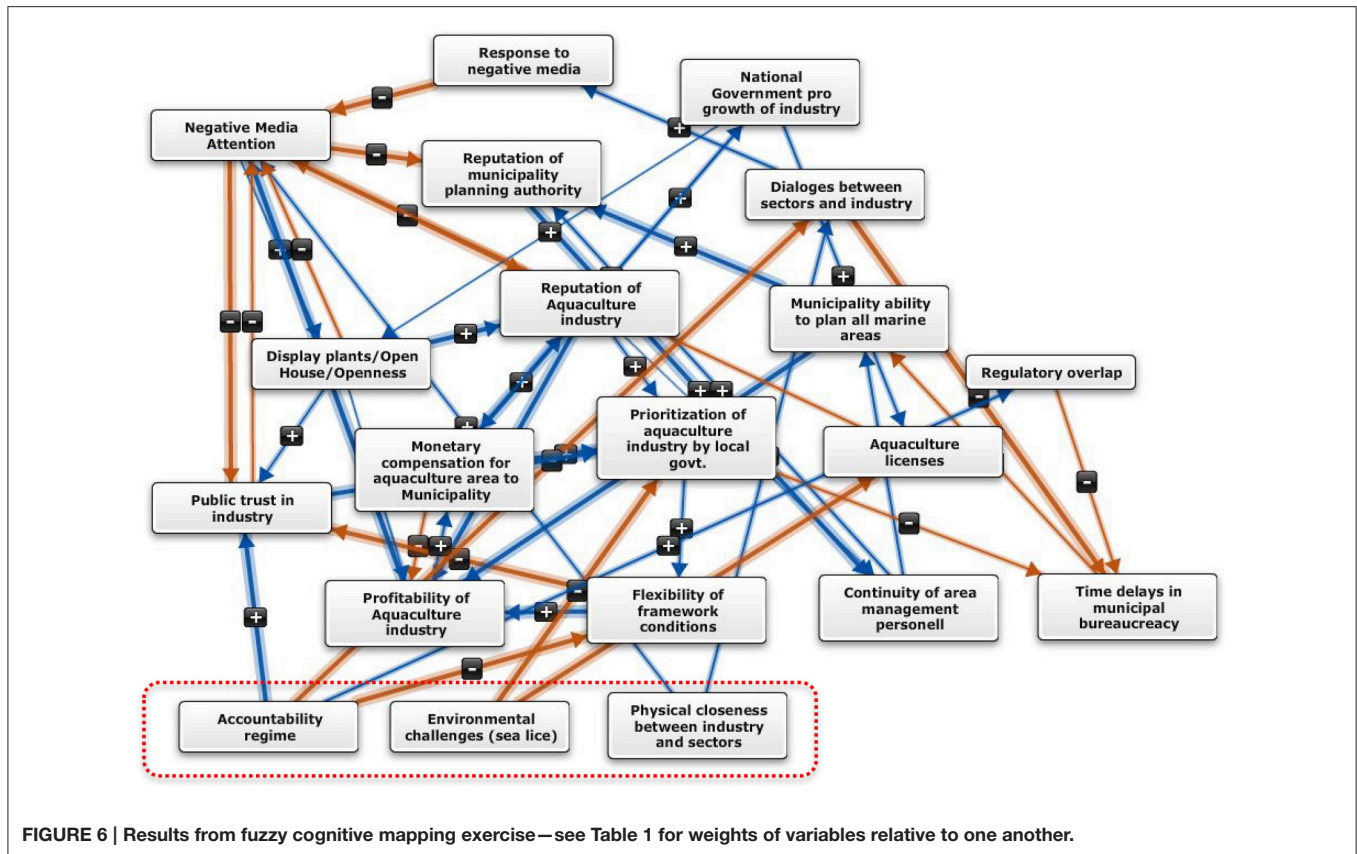 Response to
negative media
National
Government pro
growth of industry
Negative Media
Attention
Reputation of
municipality
planning authority
Dialoges between
sectors and industry
Reputation of
Aquaculture
industry
Municipality ability
to plan all marine
areas
Display plants/Open
House/Openness
Regulatory overlap
Prioritization of
aquaculture
industry by local
govt.
Monetary
compensation for
aquaculture area to
Municipality
Aquaculture
licenses
Public trust in
industry
Profitability of
Aquaculture
industry
Flexibility of
framework
conditions
Continuity of area
management
personell
Time delays in
municipal
bureaucreacy
Accountability
regime
Environmental
challenges (sea lice)
Physical closeness
between industry
and sectors
FIGURE 6 | Results from fuzzy cognitive mapping exercise—see Table 1 for weights of variables relative to one another.